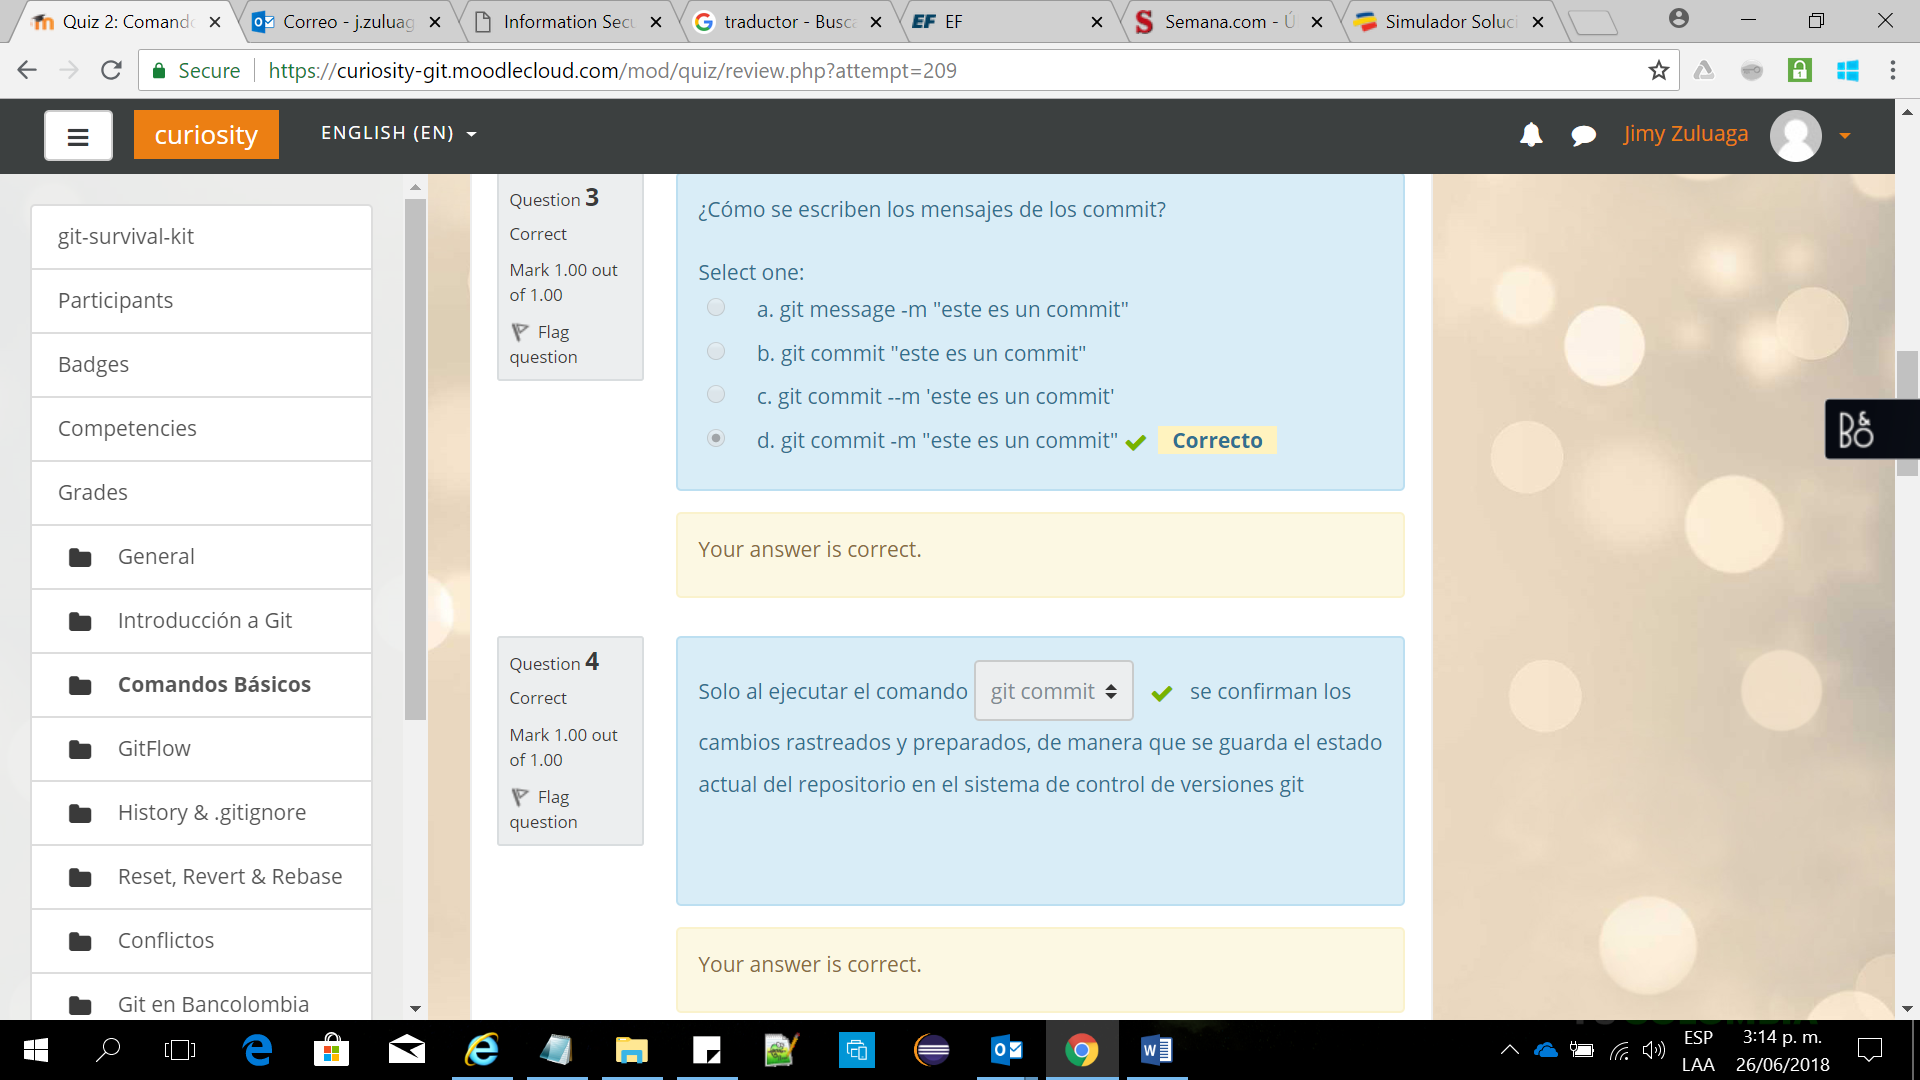 Quiz 2: Comando
Correo - j.zuluag
Information Secu
traductor - Busca
EF EF
S Semana.com - Ú
Simulador Soluci
Secure https://curiosity-git.moodlecloud.com/mod/quiz/review.php?attempt=209
curiosity
ENGLISH (EN)
Jimy Zuluaga
git-survival-kit
Participants
Badges
Competencies
Grades
General
Introducción a Git
Comandos Básicos
GitFlow
History & .gitignore
Reset, Revert & Rebase
Conflictos
Git en Bancolombia
Question 3
Correct
Mark 1.00 out
of 1.00
Flag
question
¿Cómo se escriben los mensajes de los commit?
Select one:
a. git message -m "este es un commit"
b. git commit "este es un commit"
c. git commit --m 'este es un commit'
d. git commit -m "este es un commit" Correcto
Your answer is correct.
Question 4
Correct
Mark 1.00 out
of 1.00
Flag
question
Solo al ejecutar el comando git commit se confirman los
cambios rastreados y preparados, de manera que se guarda el estado
actual del repositorio en el sistema de control de versiones git
Your answer is correct.
D&
BO
ESP
LAA
3:14 p. m.
26/06/2018